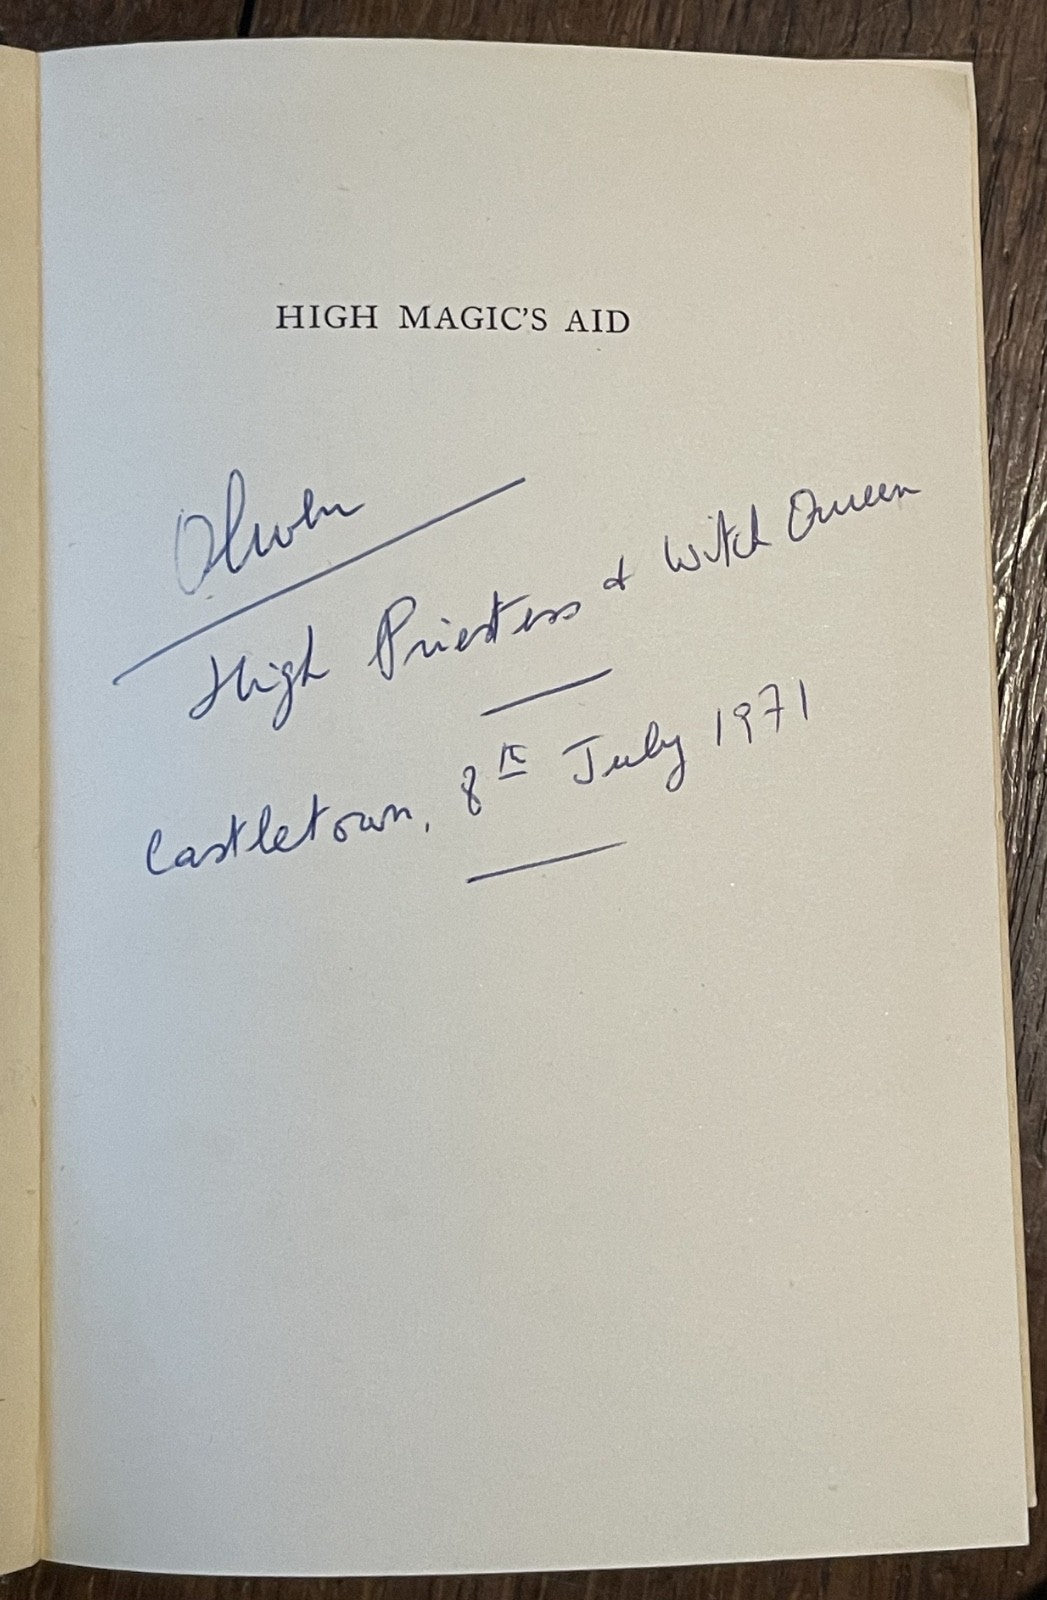 HIGH MAGIC'S AID
Olwen
High Priestess & Witch Queen
Castletown, 8th July 1971